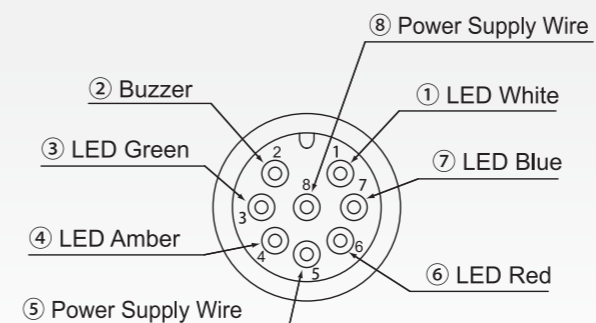 ⑧ Power Supply Wire
② Buzzer
① LED White
③ LED Green
⑦ LED Blue
④ LED Amber
⑥ LED Red
⑤ Power Supply Wire
2
1
8
7
3
4
6
5